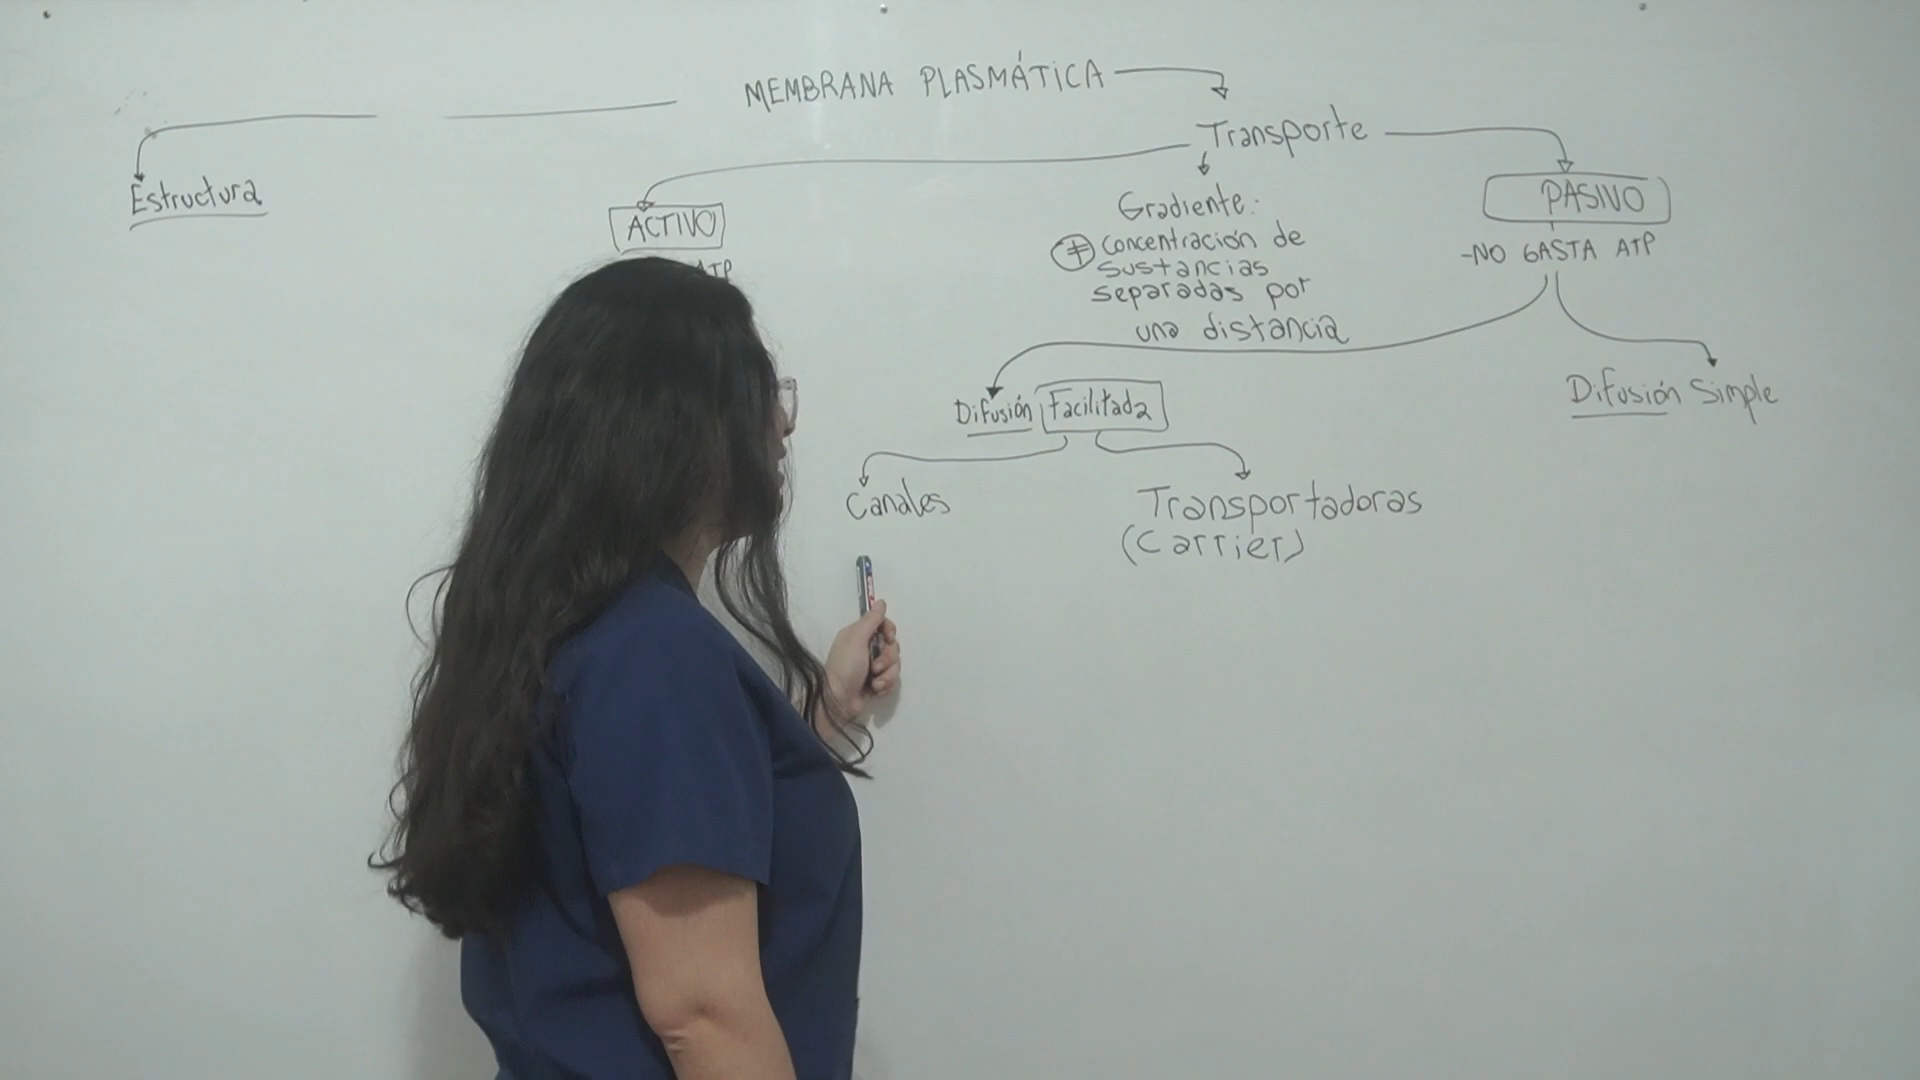 MEMBRANA PLASMÁTICA
Transporte
Estructura
ACTIVO
ATP
Gradiente:
≠ concentración de
sustancias
separadas por
una distancia
PASIVO
-NO GASTA ATP
Difusión Facilitada
Difusión Simple
Canales
Transportadoras
(Carrier)